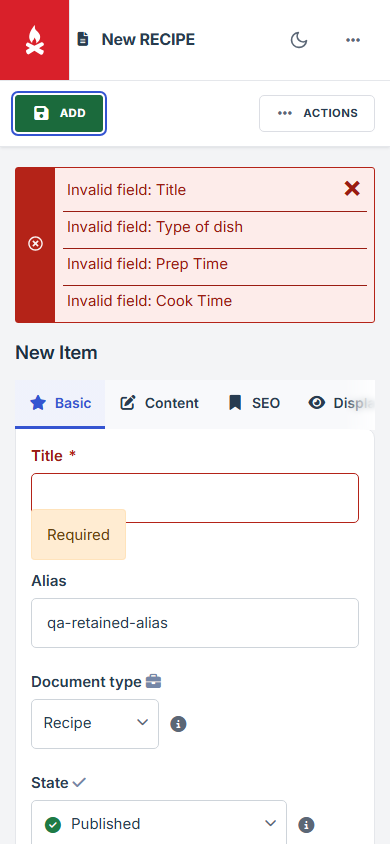 New RECIPE
ADD
ACTIONS
Invalid field: Title
Invalid field: Type of dish
Invalid field: Prep Time
Invalid field: Cook Time
New Item
Basic
Content
SEO
Title *
Required
Alias
qa-retained-alias
Document type
Recipe
State
Published